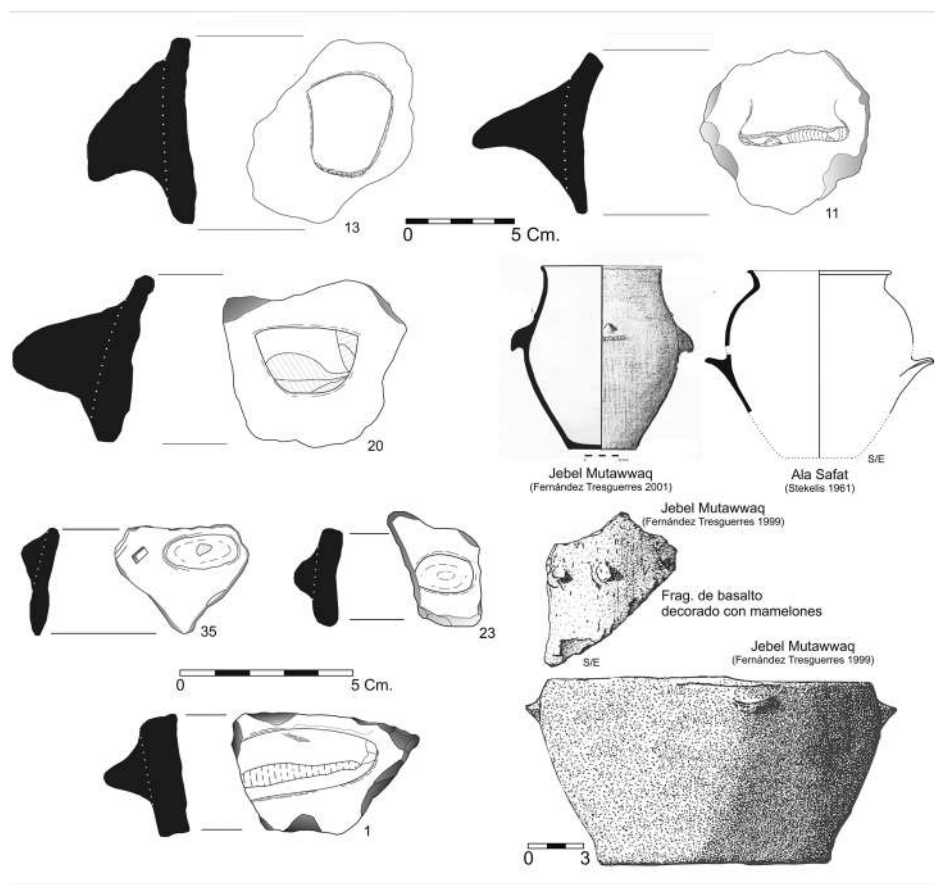 13
11
0 5 Cm.
20
Jebel Mutawwaq
(Fernández Tresguerres 2001)
S/E
Ala Safat
(Stekelis 1961)
Jebel Mutawwaq
(Fernández Tresguerres 1999)
Frag. de basalto
decorado con mamelones
S/E
35
23
0 5 Cm.
Jebel Mutawwaq
(Fernández Tresguerres 1999)
1
0 3